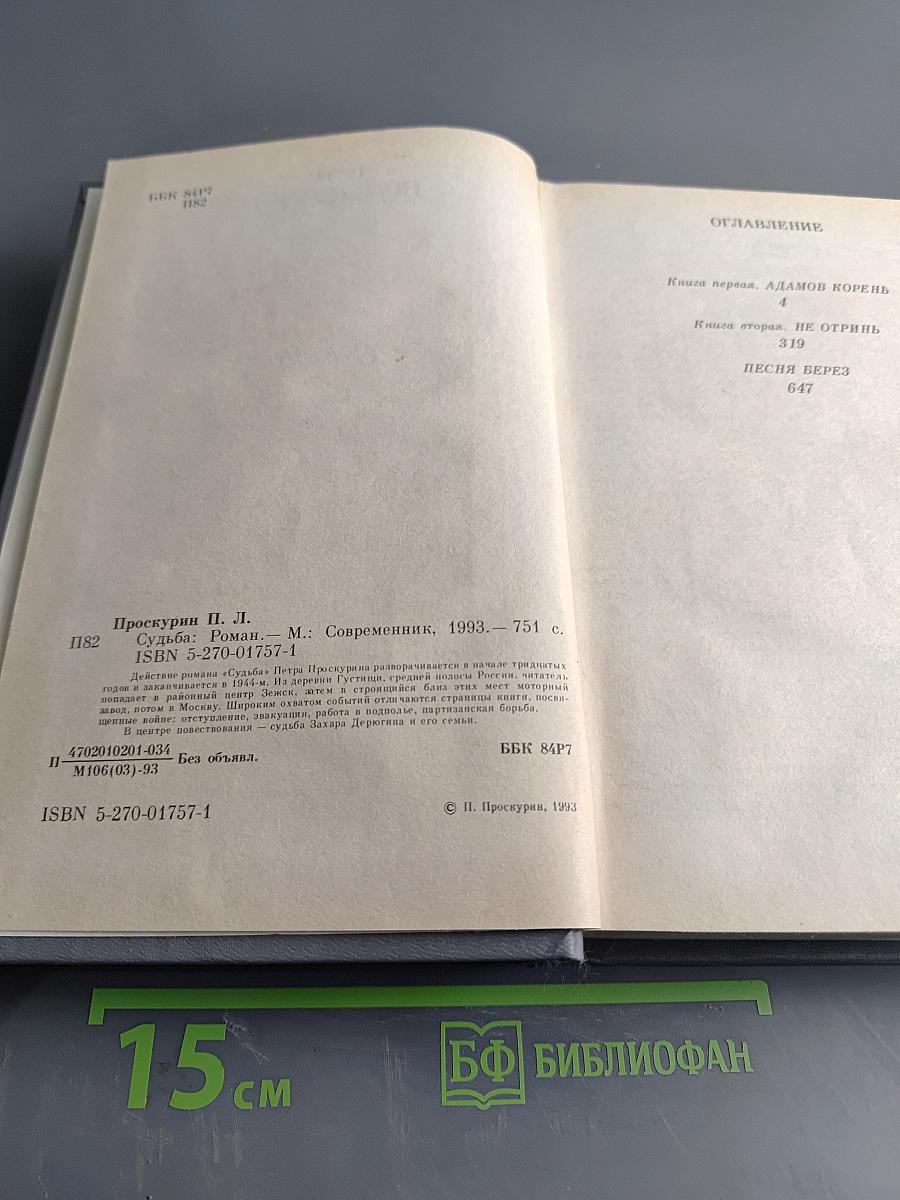 ББК 84Р7
П82
Проскурин П. Л.
П82 Судьба: Роман.— М.: Современник, 1993.— 751 с.
ISBN 5-270-01757-1
Действие романа «Судьба» Петра Проскурина разворачивается в начале тридцатых
годов и заканчивается в 1944-м. Из деревни Густищи, средней полосы России, читатель
попадает в районный центр Зежск, затем в строящийся близ этих мест моторный
завод, потом в Москву. Широким охватом событий отличаются страницы книги, посвя-
щенные войне: отступление, эвакуация, работа в подполье, партизанская борьба.
В центре повествования — судьба Захара Дерюгина и его семьи.
П 4702010201-034
М106(03)-93 Без объявл.
ББК 84Р7
ISBN 5-270-01757-1
© П. Проскурин, 1993
ОГЛАВЛЕНИЕ
Книга первая. АДАМОВ КОРЕНЬ
4
Книга вторая. НЕ ОТРИНЬ
319
ПЕСНЯ БЕРЕЗ
647
15 см
БФ БИБЛИОФАН